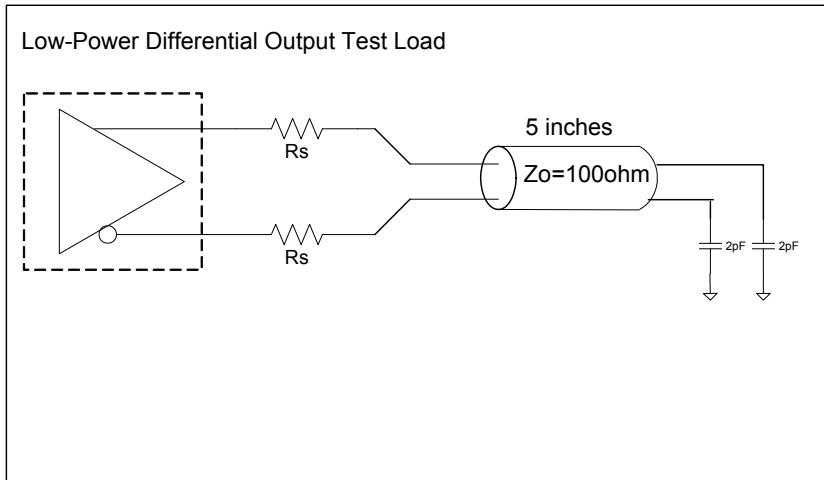 Low-Power Differential Output Test Load
Rs
5 inches
Zo=100ohm
Rs
2pF
2pF